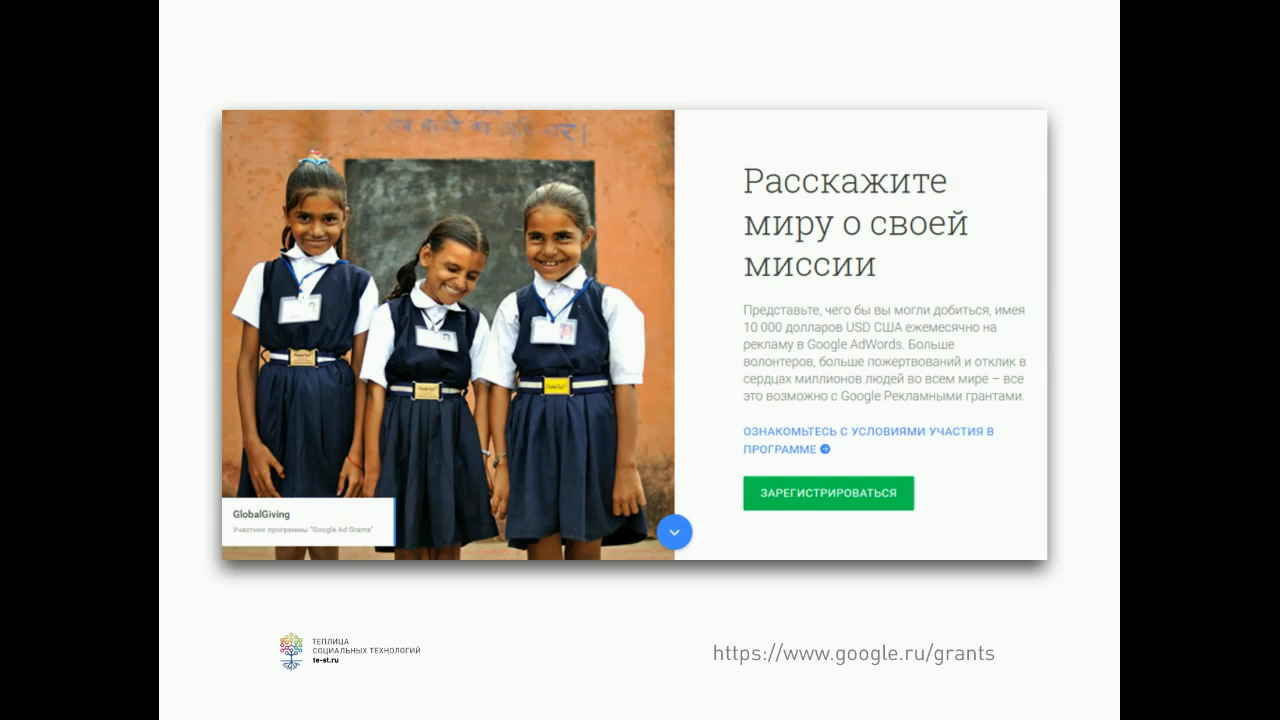 Расскажите
миру о своей
миссии
Представьте, чего бы вы могли добиться, имея
10 000 долларов USD США ежемесячно на
рекламу в Google AdWords. Больше
волонтеров, больше пожертвований и отклик в
сердцах миллионов людей во всем мире – все
это возможно с Google Рекламными грантами.
ОЗНАКОМЬТЕСЬ С УСЛОВИЯМИ УЧАСТИЯ В
ПРОГРАММЕ
ЗАРЕГИСТРИРОВАТЬСЯ
GlobalGiving
Участник программы "Google Ad Grants"
ТЕПЛИЦА
СОЦИАЛЬНЫХ ТЕХНОЛОГИЙ
te-st.ru
https://www.google.ru/grants